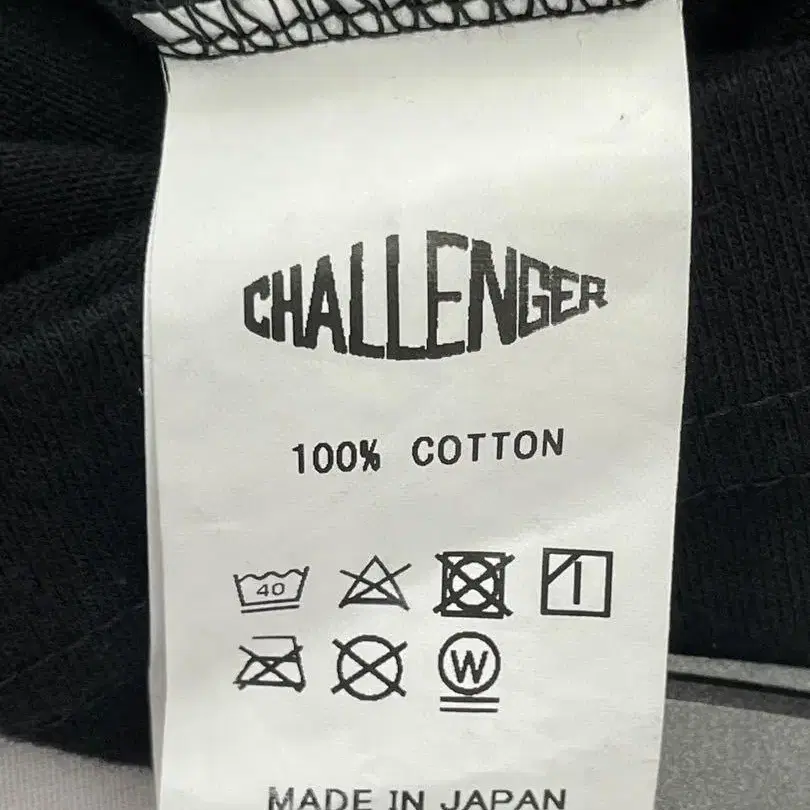 CHALLENGER
100% COTTON
40
W
MADE IN JAPAN